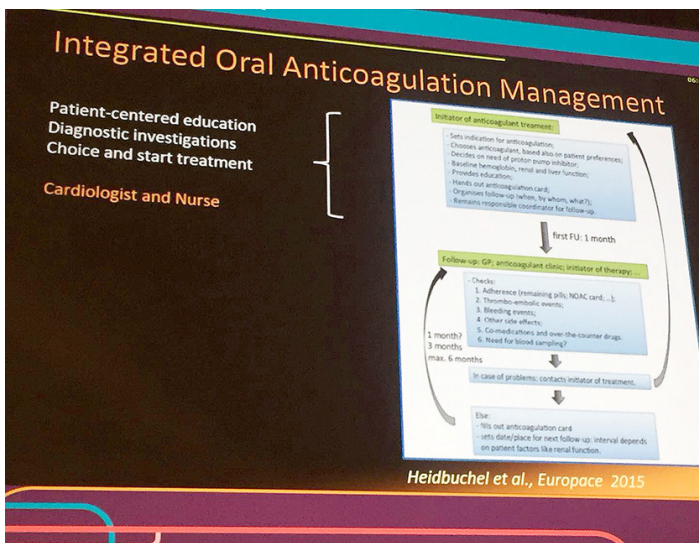 Integrated Oral Anticoagulation Management
06:
Patient-centered education
Diagnostic investigations
Choice and start treatment
Cardiologist and Nurse
Initiator of anticoagulant treament:
- Sets indication for anticoagulation;
- Chooses anticoagulant, based also on patient preferences;
- Decides on need of proton pump inhibitor;
- Baseline hemoglobin, renal and liver function;
- Provides education;
- Hands out anticoagulation card;
- Organises follow-up (when, by whom, what?);
- Remains responsible coordinator for follow-up.
first FU: 1 month
Follow-up: GP; anticoagulant clinic; initiator of therapy; ...
- Checks:
1. Adherence (remaining pills; NOAC card; ...);
2. Thrombo-embolic events;
3. Bleeding events;
4. Other side effects;
5. Co-medications and over-the-counter drugs.
6. Need for blood sampling?
1 month?
3 months
max. 6 months
In case of problems: contacts initiator of treatment.
Else:
- fills out anticoagulation card
- sets date/place for next follow-up: interval depends
on patient factors like renal function.
Heidbuchel et al., Europace 2015